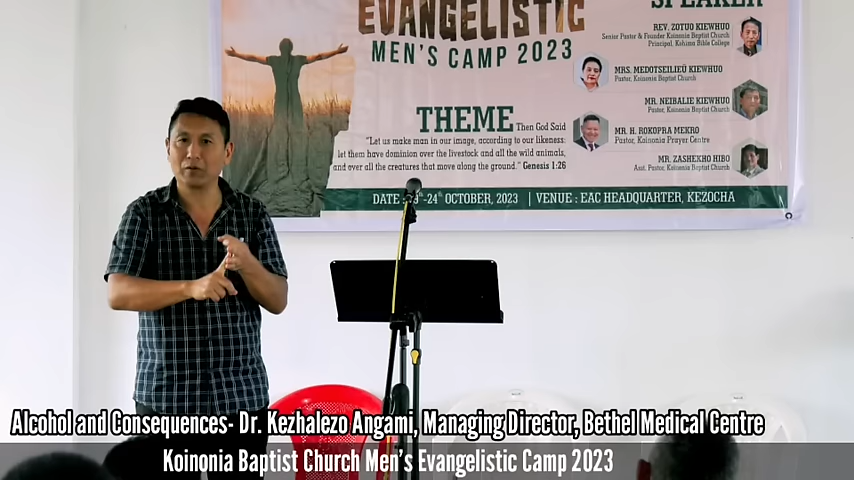 SPEAKER
EVANGELISTIC
MEN'S CAMP 2023
REV. ZOTUO KIEWHUO
Senior Pastor & Founder Koinonia Baptist Church
Principal, Kohima Bible College
MRS. MEDOTSEILIEÜ KIEWHUO
Pastor, Koinonia Baptist Church
MR. NEIBALIE KIEWHUO
Pastor, Koinonia Baptist Church
MR. H. ROKOPRA MEKRO
Pastor, Koinonia Prayer Centre
MR. ZASHEKHO HIBO
Asst. Pastor, Koinonia Baptist Church
THEME Then God Said
"Let us make man in our image, according to our likeness:
let them have dominion over the livestock and all the wild animals,
and over all the creatures that move along the ground." Genesis 1:26
DATE -24th OCTOBER, 2023 | VENUE : EAC HEADQUARTER, KEZOCHA
Alcohol and Consequences- Dr. Kezhalezo Angami, Managing Director, Bethel Medical Centre
Koinonia Baptist Church Men's Evangelistic Camp 2023